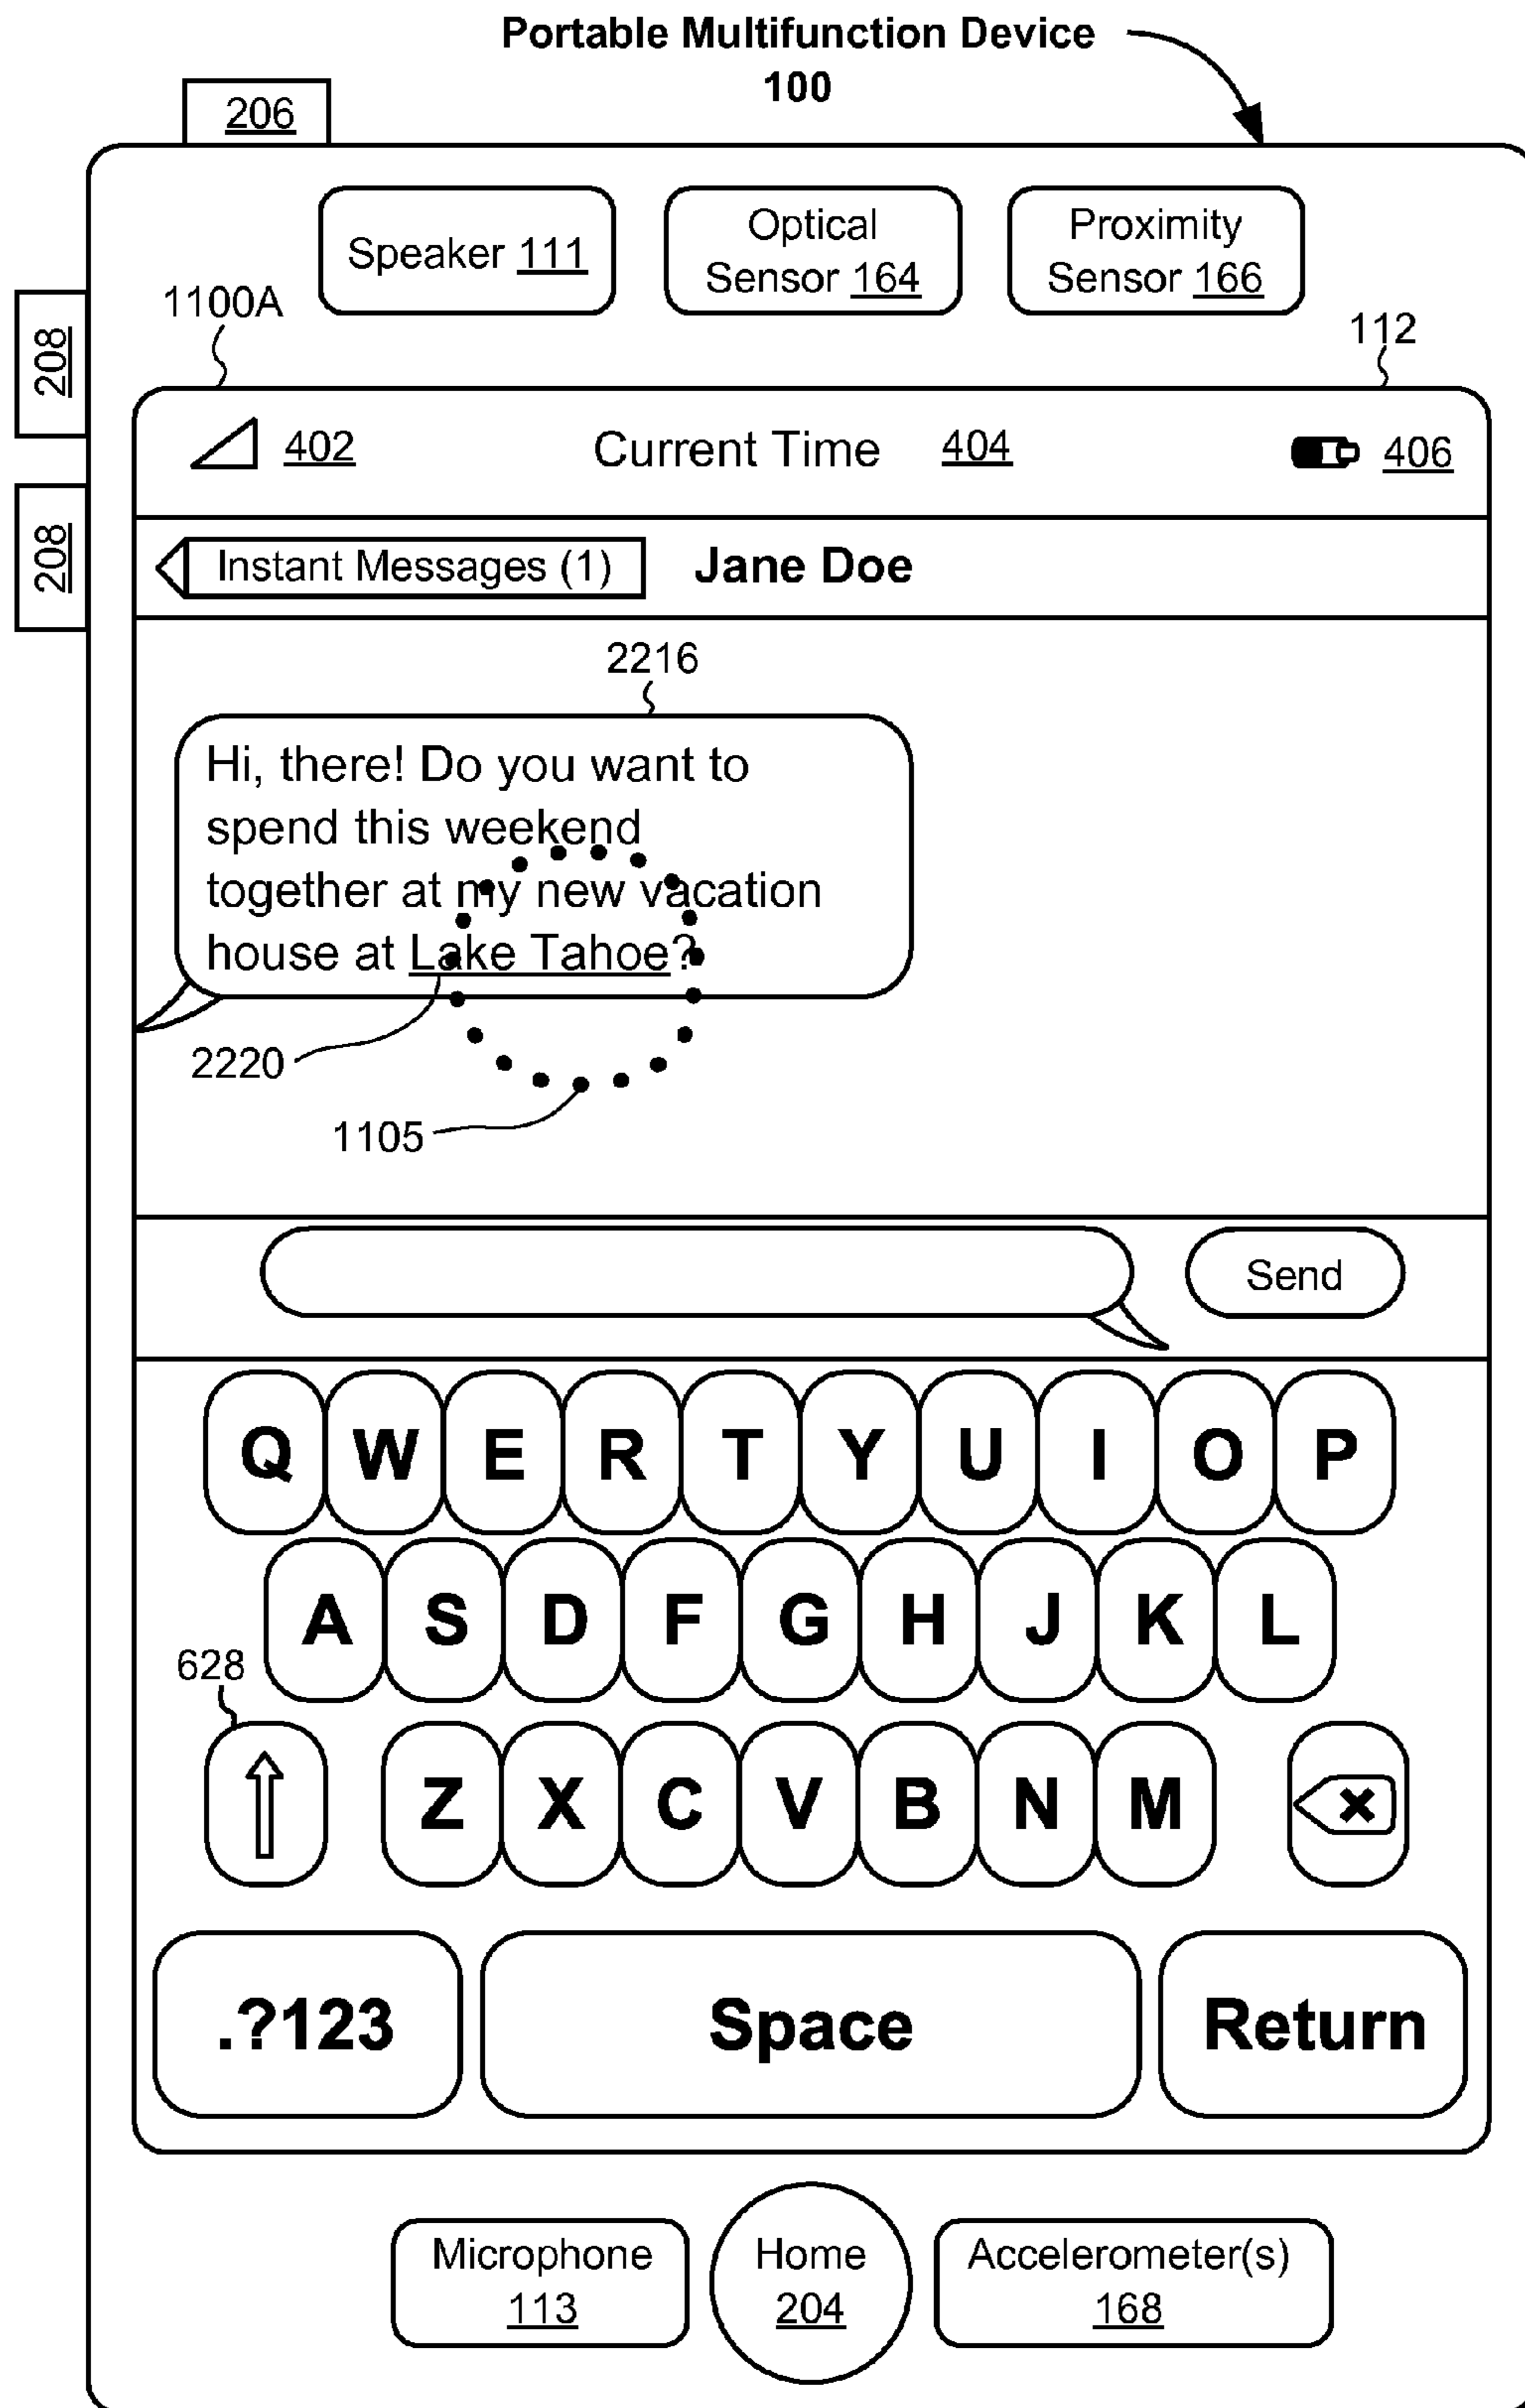 Portable Multifunction Device
100
206
Speaker 111
Optical
Sensor 164
Proximity
Sensor 166
208
1100A
112
402
Current Time 404
406
208
Instant Messages (1)
Jane Doe
2216
Hi, there! Do you want to
spend this weekend
together at my new vacation
house at Lake Tahoe?
2220
1105
Send
Q W E R T Y U I O P
A S D F G H J K L
628
Z X C V B N M
.?123
Space
Return
Microphone
113
Home
204
Accelerometer(s)
168